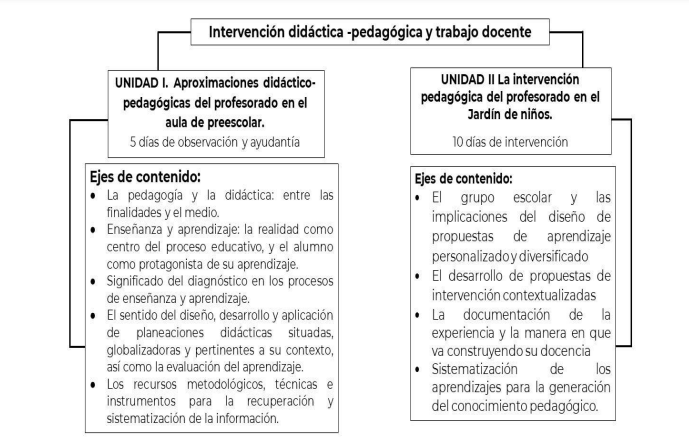 Intervención didáctica -pedagógica y trabajo docente
UNIDAD I. Aproximaciones didáctico-
pedagógicas del profesorado en el
aula de preescolar.
5 días de observación y ayudantía
Ejes de contenido:
• La pedagogía y la didáctica: entre las
finalidades y el medio.
• Enseñanza y aprendizaje: la realidad como
centro del proceso educativo, y el alumno
como protagonista de su aprendizaje.
• Significado del diagnóstico en los procesos
de enseñanza y aprendizaje.
• El sentido del diseño, desarrollo y aplicación
de planeaciones didácticas situadas,
globalizadoras y pertinentes a su contexto,
así como la evaluación del aprendizaje.
• Los recursos metodológicos, técnicas e
instrumentos para la recuperación y
sistematización de la información.
UNIDAD II La intervención
pedagógica del profesorado en el
Jardín de niños.
10 días de intervención
Ejes de contenido:
• El grupo escolar y las
implicaciones del diseño de
propuestas de aprendizaje
personalizado y diversificado
• El desarrollo de propuestas de
intervención contextualizadas
• La documentación de la
experiencia y la manera en que
va construyendo su docencia
• Sistematización de los
aprendizajes para la generación
del conocimiento pedagógico.